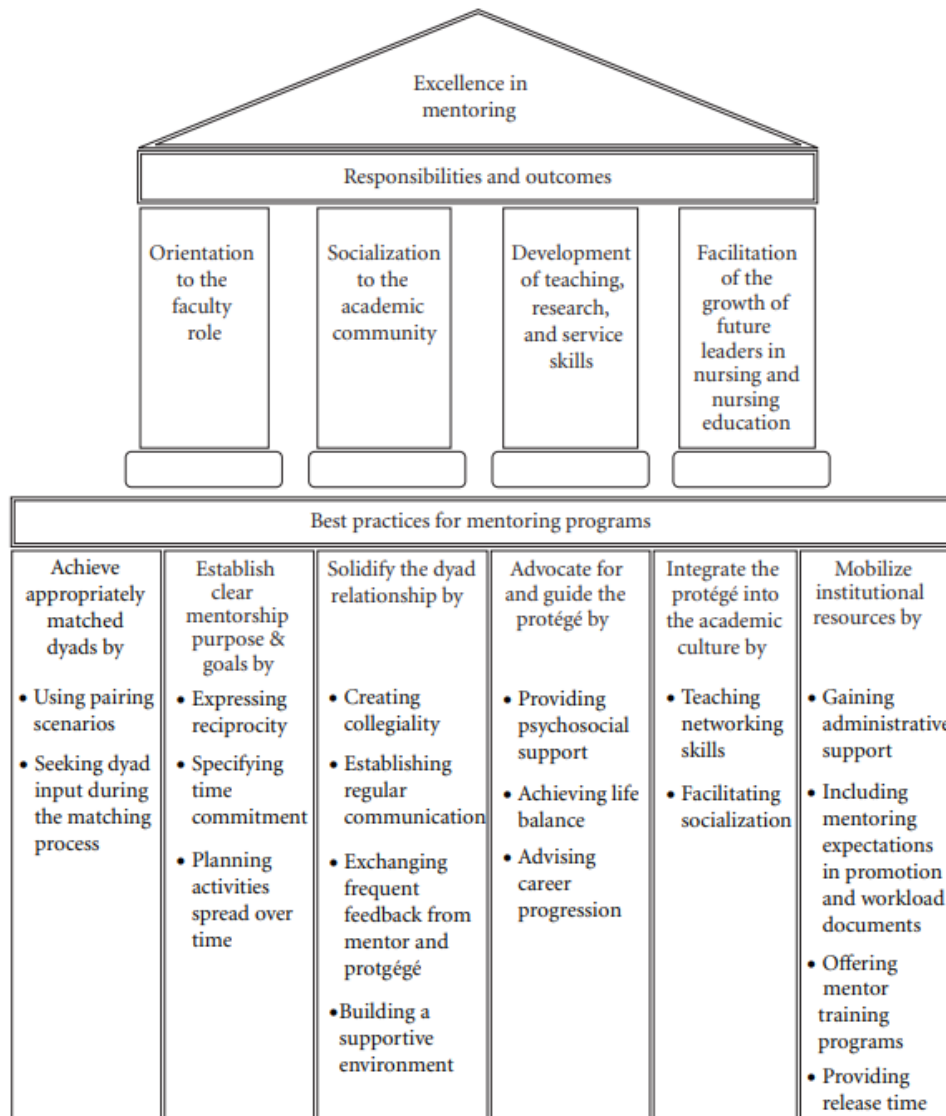 Excellence in
mentoring
Responsibilities and outcomes
Orientation
to the
faculty
role
Socialization
to the
academic
community
Development
of teaching,
research,
and service
skills
Facilitation
of the
growth of
future
leaders in
nursing and
nursing
education
Best practices for mentoring programs
Achieve
appropriately
matched
dyads by
• Using pairing
scenarios
• Seeking dyad
input during
the matching
process
Establish
clear
mentorship
purpose &
goals by
• Expressing
reciprocity
• Specifying
time
commitment
• Planning
activities
spread over
time
Solidify the dyad
relationship by
• Creating
collegiality
• Establishing
regular
communication
• Exchanging
frequent
feedback from
mentor and
protgégé
• Building a
supportive
environment
Advocate for
and guide the
protégé by
• Providing
psychosocial
support
• Achieving life
balance
• Advising
career
progression
Integrate the
protégé into
the academic
culture by
• Teaching
networking
skills
• Facilitating
socialization
Mobilize
institutional
resources by
• Gaining
administrative
support
• Including
mentoring
expectations
in promotion
and workload
documents
• Offering
mentor
training
programs
• Providing
release time